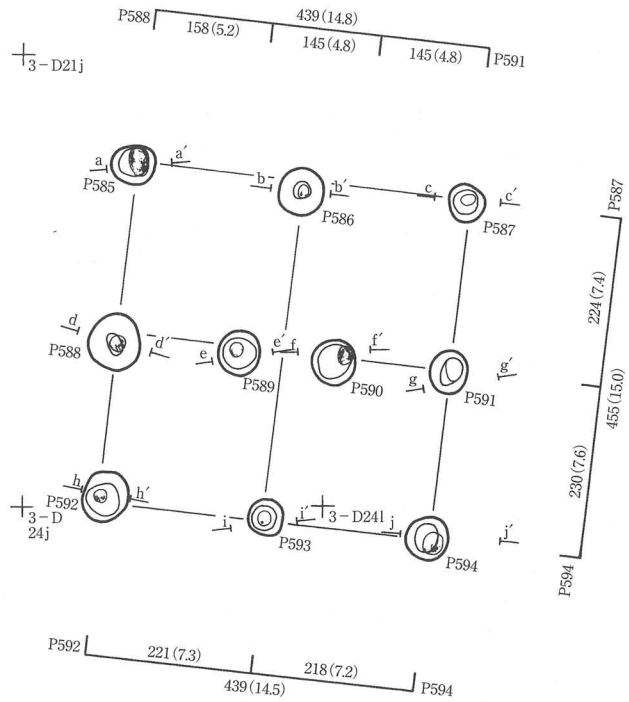 P588
439(14.8)
158(5.2)
145(4.8)
145(4.8)
P591
3-D21j
a
a′
P585
b
b′
P586
c
c′
P587
P587
224(7.4)
455(15.0)
230(7.6)
P594
d
d′
P588
e
e′
P589
f
f′
P590
g
g′
P591
h
h′
P592
3-D
24j
i
i′
P593
3-D24l
j
j′
P594
P592
221(7.3)
218(7.2)
439(14.5)
P594